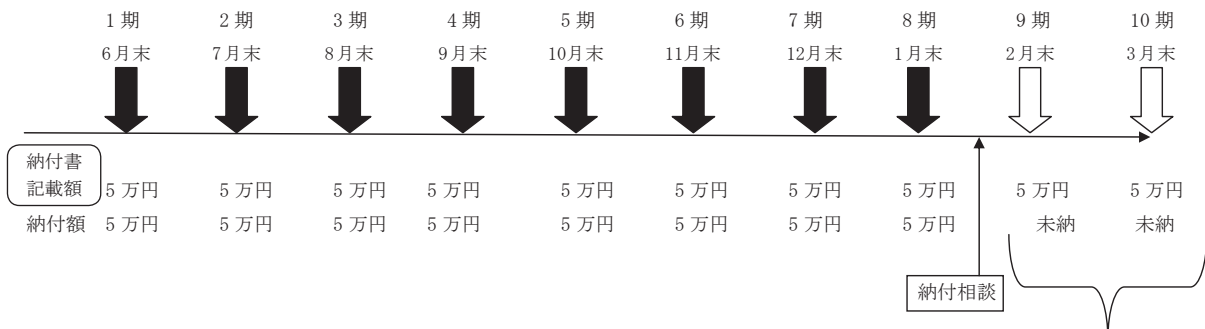 1期 2期 3期 4期 5期 6期 7期 8期 9期 10期
6月末 7月末 8月末 9月末 10月末 11月末 12月末 1月末 2月末 3月末
納付書
記載額 5万円 5万円 5万円 5万円 5万円 5万円 5万円 5万円 5万円 5万円
納付額 5万円 5万円 5万円 5万円 5万円 5万円 5万円 5万円 未納 未納
納付相談